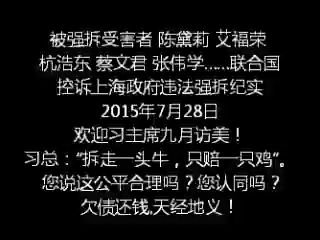 被强拆受害者 陈黛莉 艾福荣
杭浩东 蔡文君 张伟学……联合国
控诉上海政府违法强拆纪实
2015年7月28日
欢迎习主席九月访美！
习总：“拆走一头牛，只赔一只鸡”。
您说这公平合理吗？您认同吗？
欠债还钱,天经地义！